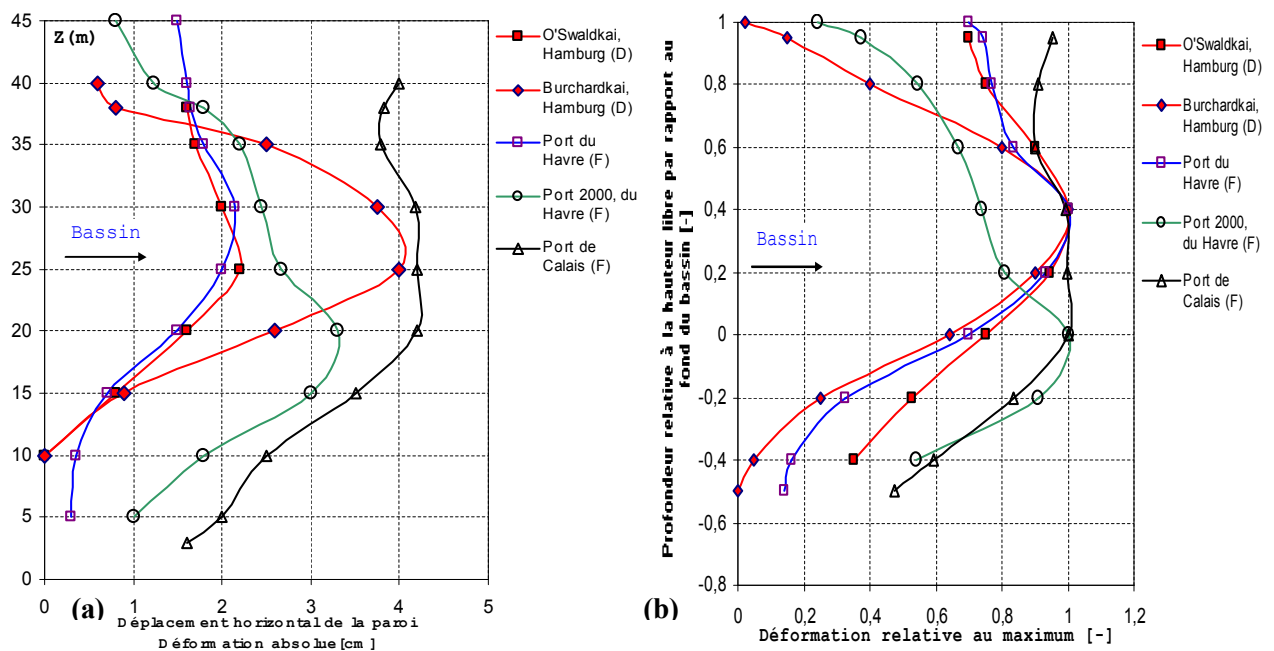 45
40
35
30
25
20
15
10
5
0
Z (m)
Bassin
0
1
2
3
4
5
(a)
Déplacement horizontal de la paroi
Déformation absolue [cm]
O'Swaldkai,
Hamburg (D)
Burchardkai,
Hamburg (D)
Port du
Havre (F)
Port 2000, du
Havre (F)
Port de
Calais (F)
Profondeur relative à la hauteur libre par rapport au
fond du bassin [-]
1
0,8
0,6
0,4
0,2
0
-0,2
-0,4
-0,6
-0,8
Bassin
0
0,2
0,4
0,6
0,8
1
1,2
(b)
Déformation relative au maximum [-]
O'Swaldkai,
Hamburg (D)
Burchardkai,
Hamburg (D)
Port du
Havre (F)
Port 2000,
du Havre (F)
Port de
Calais (F)